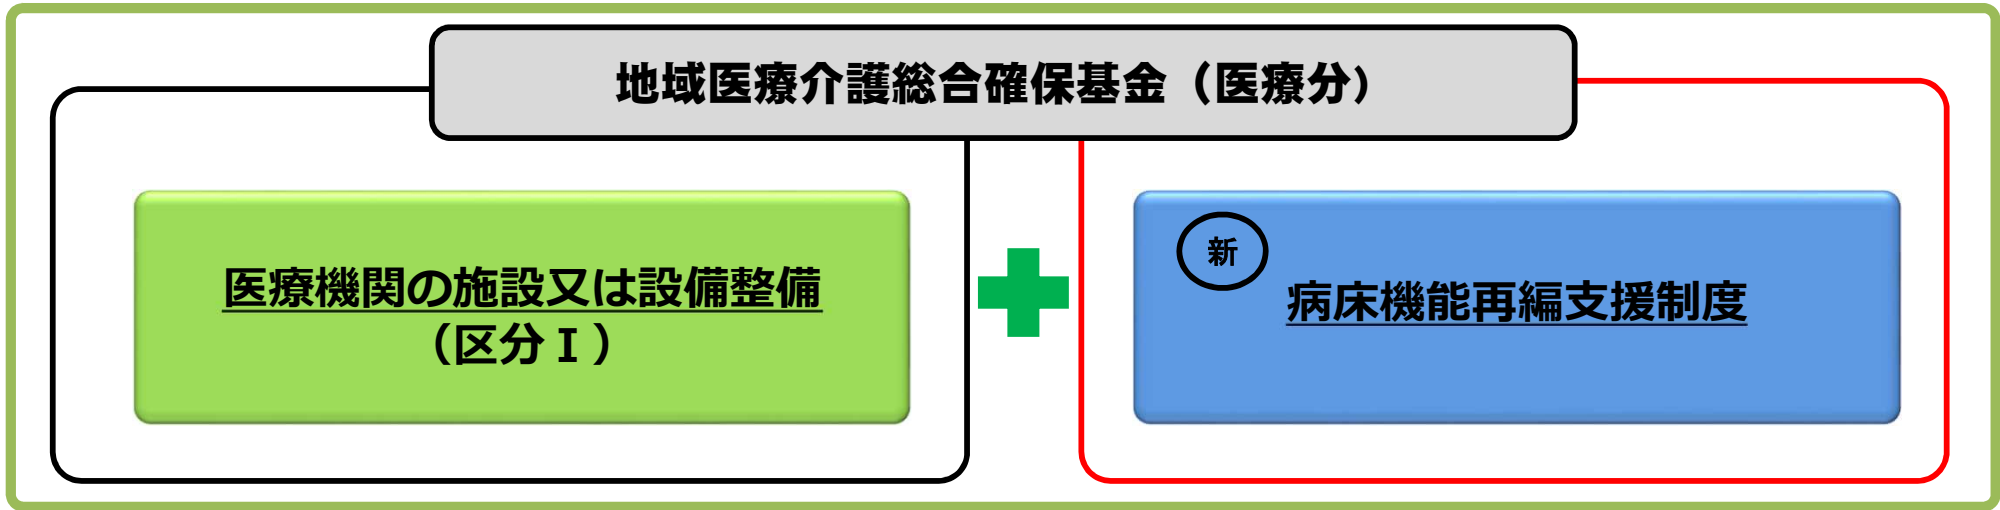 地域医療介護総合確保基金（医療分）
医療機関の施設又は設備整備
（区分Ⅰ）
新
病床機能再編支援制度